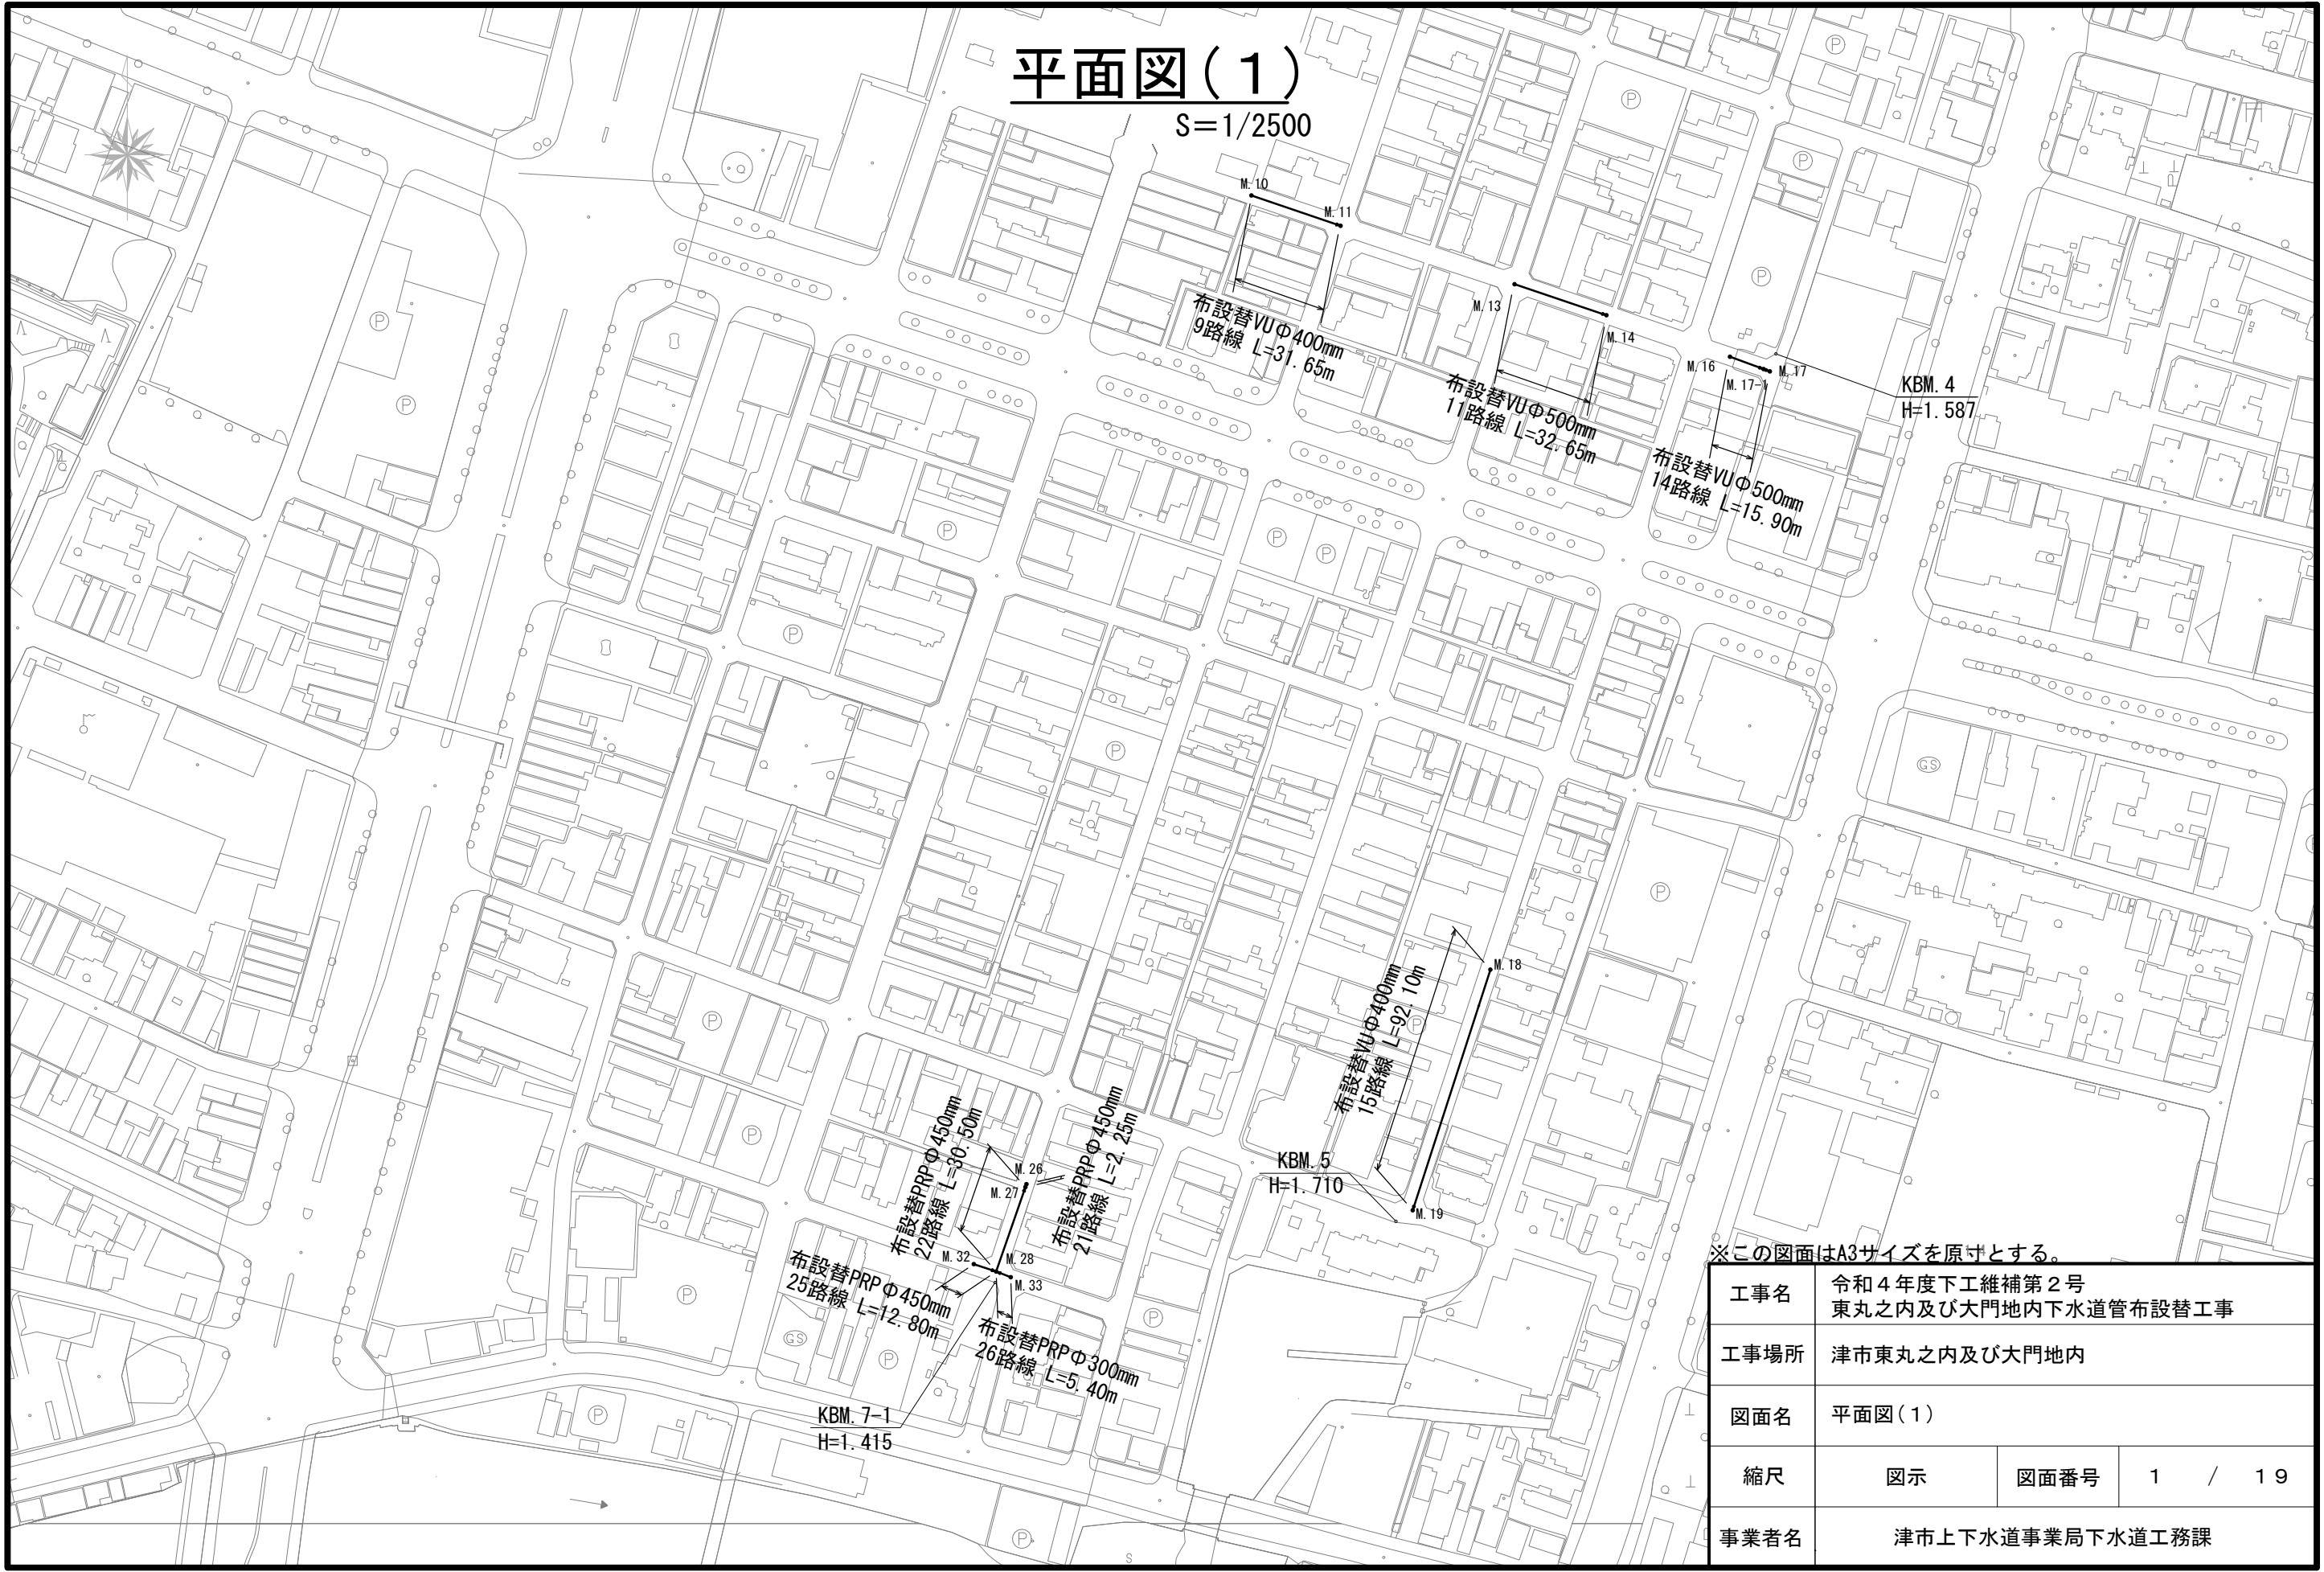 平面図(１)
S＝1/2500
M.10
M.11
布設替VUΦ400mm
9路線 L=31.65m
M.13
M.14
布設替VUΦ500mm
11路線 L=32.65m
M.16
M.17
M.17-1
布設替VUΦ500mm
14路線 L=15.90m
KBM.4
H=1.587
P
P
P
P
P
P
P
P
P
P
P
GS
P
P
M.18
布設替VUΦ400mm
15路線 L=92.10m
P
M.19
KBM.5
H=1.710
P
P
布設替PRPΦ450mm
22路線 L=30.50m
M.26
M.27
布設替PRPΦ450mm
21路線 L=2.25m
M.32
M.28
M.33
布設替PRPΦ450mm
25路線 L=12.80m
布設替PRPΦ300mm
26路線 L=5.40m
KBM.7-1
H=1.415
P
GS
P
P
P
P
S
※この図面はA3サイズを原寸とする。
工事名
令和４年度下工維補第２号
東丸之内及び大門地内下水道管布設替工事
工事場所
津市東丸之内及び大門地内
図面名
平面図(１)
縮尺
図示
図面番号
１ / １９
事業者名
津市上下水道事業局下水道工務課